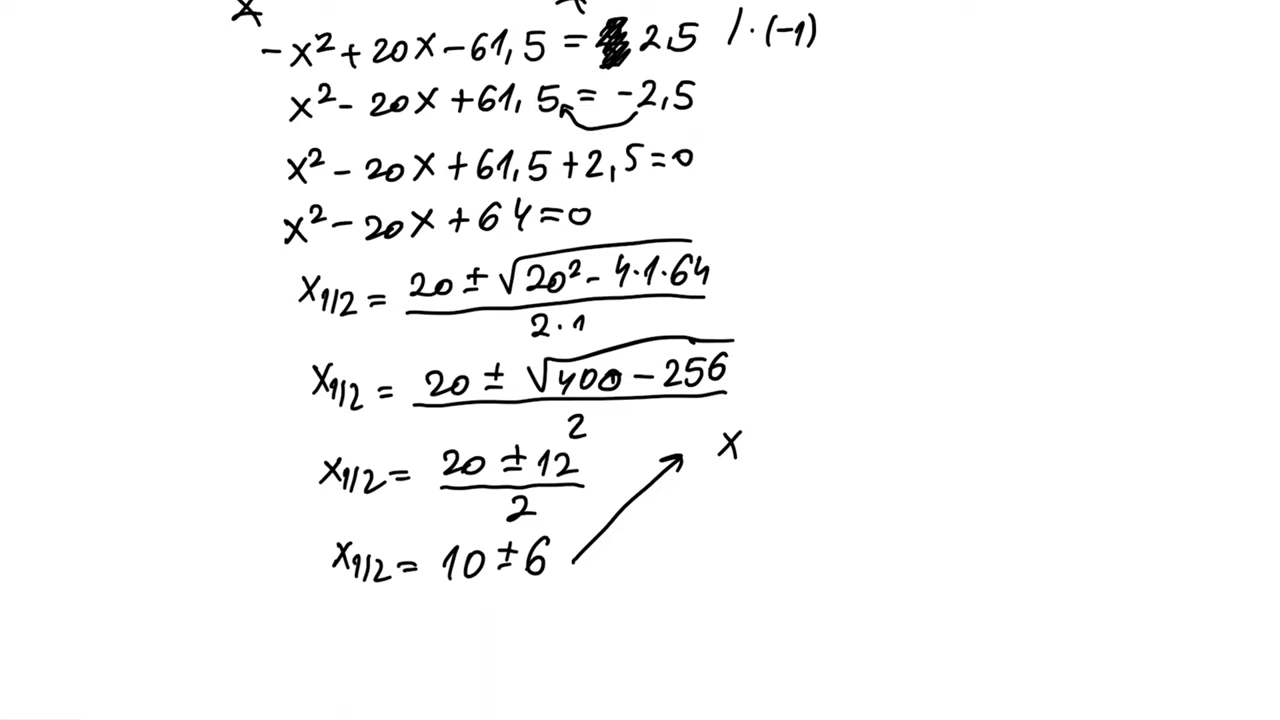 -x² + 20x - 61,5 = 2,5 /·(-1)
x² - 20x + 61,5 = -2,5
x² - 20x + 61,5 + 2,5 = 0
x² - 20x + 64 = 0
x₁/₂ = (20 ± √(20² - 4·1·64)) / (2·1)
x₁/₂ = (20 ± √(400 - 256)) / 2
x₁/₂ = (20 ± 12) / 2
x₁/₂ = 10 ± 6
x